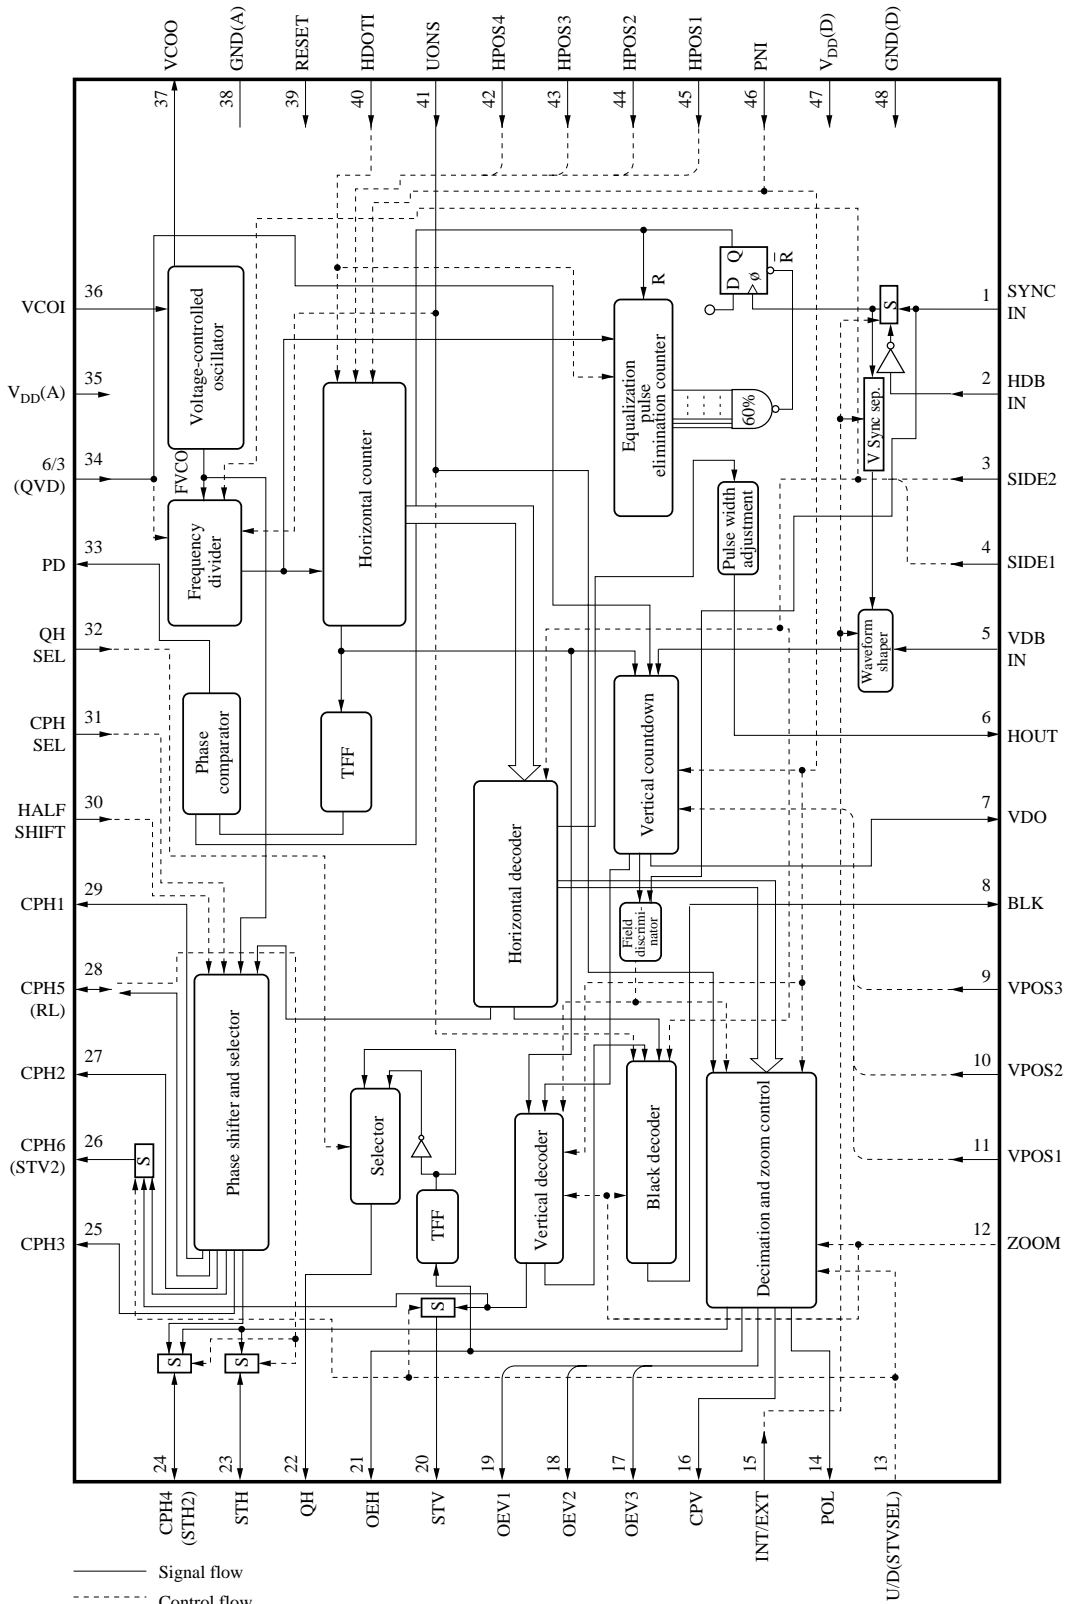 VCOO
GND(A)
RESET
HDOTI
UONS
HPOS4
HPOS3
HPOS2
HPOS1
PNI
VDD(D)
GND(D)
37
38
39
40
41
42
43
44
45
46
47
48
36
VCOI
35
VDD(A)
34
6/3
(QVD)
33
PD
32
QH
SEL
31
CPH
SEL
30
HALF
SHIFT
29
CPH1
28
CPH5
(RL)
27
CPH2
26
CPH6
(STV2)
25
CPH3
Voltage-controlled
oscillator
FVCO
Frequency
divider
Phase
comparator
Horizontal counter
TFF
Equalization
pulse
elimination counter
R
D
Q
ø
R
60%
S
V Sync sep.
Pulse width
adjustment
Waveform
shaper
Vertical countdown
Horizontal decoder
Field
discrimi-
nator
Phase shifter and selector
S
Selector
TFF
Vertical decoder
Black decoder
Decimation and zoom control
S
S
S
1
SYNC
IN
2
HDB
IN
3
SIDE2
4
SIDE1
5
VDB
IN
6
HOUT
7
VDO
8
BLK
9
VPOS3
10
VPOS2
11
VPOS1
12
ZOOM
24
23
22
21
20
19
18
17
16
15
14
13
CPH4
(STH2)
STH
QH
OEH
STV
OEV1
OEV2
OEV3
CPV
INT/EXT
POL
U/D(STVSEL)
Signal flow
Control flow